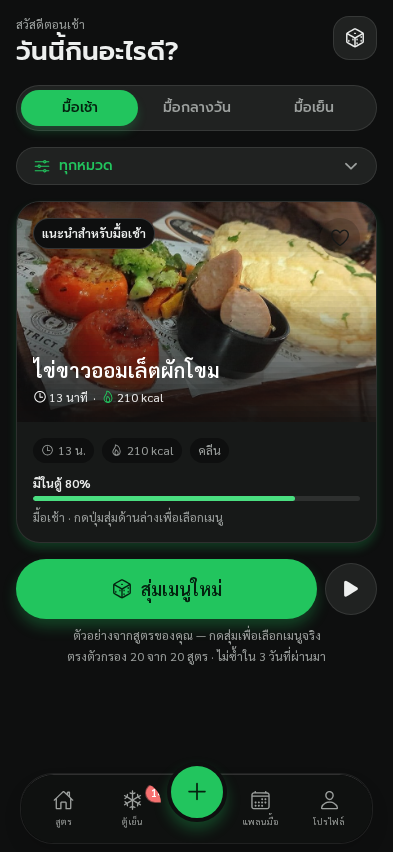 สวัสดีตอนเช้า
วันนี้กินอะไรดี?
มื้อเช้า
มื้อกลางวัน
มื้อเย็น
ทุกหมวด
แนะนำสำหรับมื้อเช้า
ไข่ขาวออมเล็ตผักโขม
13 นาที · 210 kcal
13 น.
210 kcal
คลีน
มีในตู้ 80%
มื้อเช้า · กดปุ่มสุ่มด้านล่างเพื่อเลือกเมนู
สุ่มเมนูใหม่
ตัวอย่างจากสูตรของคุณ — กดสุ่มเพื่อเลือกเมนูจริง
ตรงตัวกรอง 20 จาก 20 สูตร · ไม่ซ้ำใน 3 วันที่ผ่านมา
สูตร
ตู้เย็น
แพลนมื้อ
โปรไฟล์